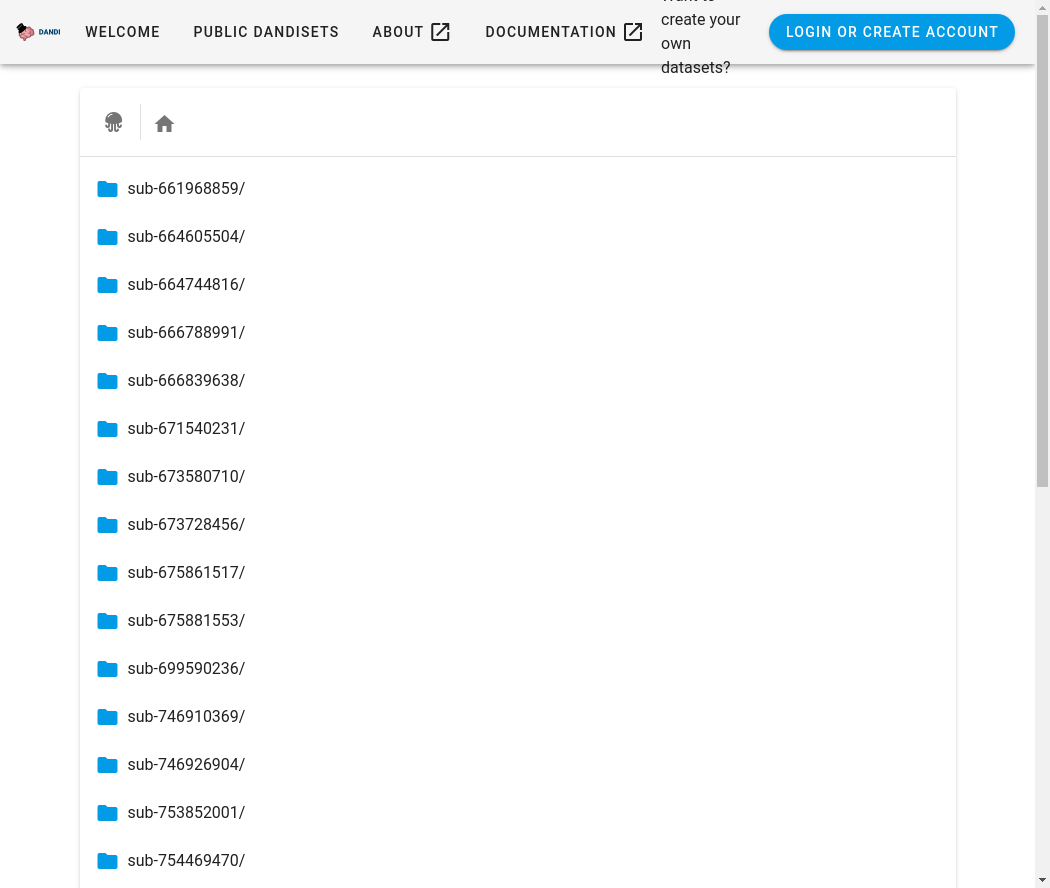 DANDI
WELCOME
PUBLIC DANDISETS
ABOUT
DOCUMENTATION
create your
own
datasets?
LOGIN OR CREATE ACCOUNT
sub-661968859/
sub-664605504/
sub-664744816/
sub-666788991/
sub-666839638/
sub-671540231/
sub-673580710/
sub-673728456/
sub-675861517/
sub-675881553/
sub-699590236/
sub-746910369/
sub-746926904/
sub-753852001/
sub-754469470/